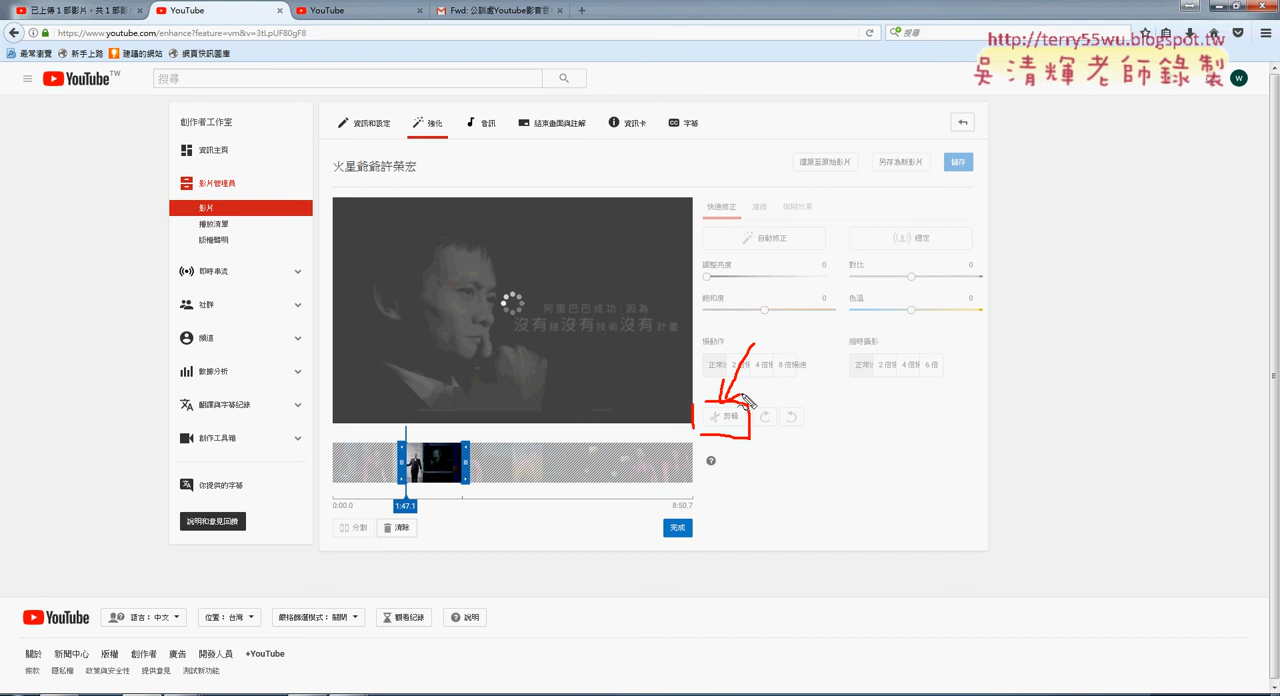 已上傳 1 部影片，共 1 部影
YouTube
YouTube
Fwd: 公訓處Youtube影音
https://www.youtube.com/enhance?feature=vm&v=3tLpUF80gF8
搜尋
最常瀏覽
新手上路
建議的網站
網頁快訊圖庫
http://terry55wu.blogspot.tw
吳清輝老師錄製
YouTube TW
搜尋
W
創作者工作室
資訊主頁
影片管理員
影片
播放清單
版權聲明
即時串流
社群
頻道
數據分析
翻譯與字幕紀錄
創作工具箱
你提供的字幕
說明和意見回饋
資訊和設定
強化
音訊
結束畫面與註解
資訊卡
CC 字幕
火星爺爺許榮宏
還原至原始影片
另存為新影片
儲存
阿里巴巴成功，因為
沒有錢沒有技術沒有計畫
快速修正
濾鏡
模糊效果
自動修正
穩定
調整亮度 0
對比 0
飽和度 0
色溫 0
慢動作
縮時攝影
正常速
2 倍慢
4 倍慢
8 倍慢速
正常速
2 倍快
4 倍快
6 倍
剪輯
0:00.0
1:47.1
8:50.7
分割
清除
完成
YouTube
語言：中文
位置：台灣
嚴格篩選模式：關閉
觀看紀錄
說明
關於
新聞中心
版權
創作者
廣告
開發人員
+YouTube
條款
隱私權
政策與安全性
提供意見
測試新功能